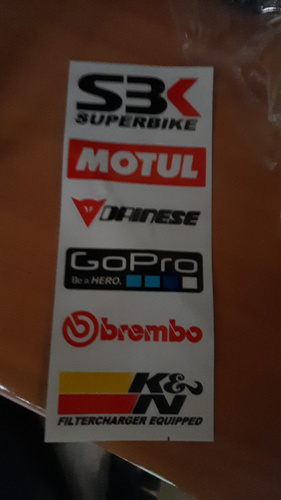 SBK
SUPERBIKE
MOTUL
DAINESE
GoPro
Be a HERO.
brembo
K&N
FILTERCHARGER EQUIPPED